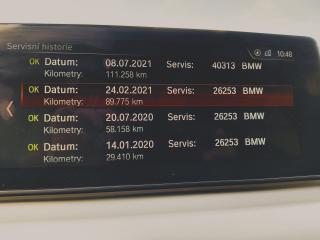 Servisní historie 10:48
OK Datum: 08.07.2021 Servis: 40313 BMW
Kilometry: 111.258 km
OK Datum: 24.02.2021 Servis: 26253 BMW
Kilometry: 89.775 km
OK Datum: 20.07.2020 Servis: 26253 BMW
Kilometry: 58.158 km
OK Datum: 14.01.2020 Servis: 26253 BMW
Kilometry: 29.410 km